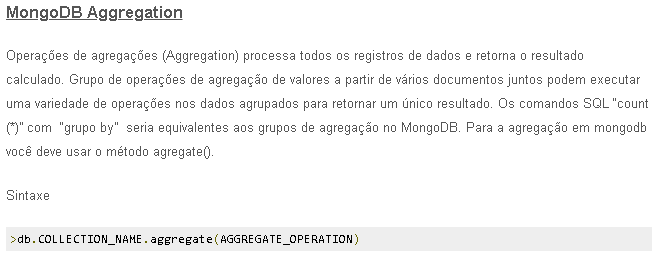 MongoDB Aggregation
Operações de agregações (Aggregation) processa todos os registros de dados e retorna o resultado
calculado. Grupo de operações de agregação de valores a partir de vários documentos juntos podem executar
uma variedade de operações nos dados agrupados para retornar um único resultado. Os comandos SQL "count
(*)" com  "grupo by"  seria equivalentes aos grupos de agregação no MongoDB. Para a agregação em mongodb
você deve usar o método agregate().
Sintaxe
>db.COLLECTION_NAME.aggregate(AGGREGATE_OPERATION)